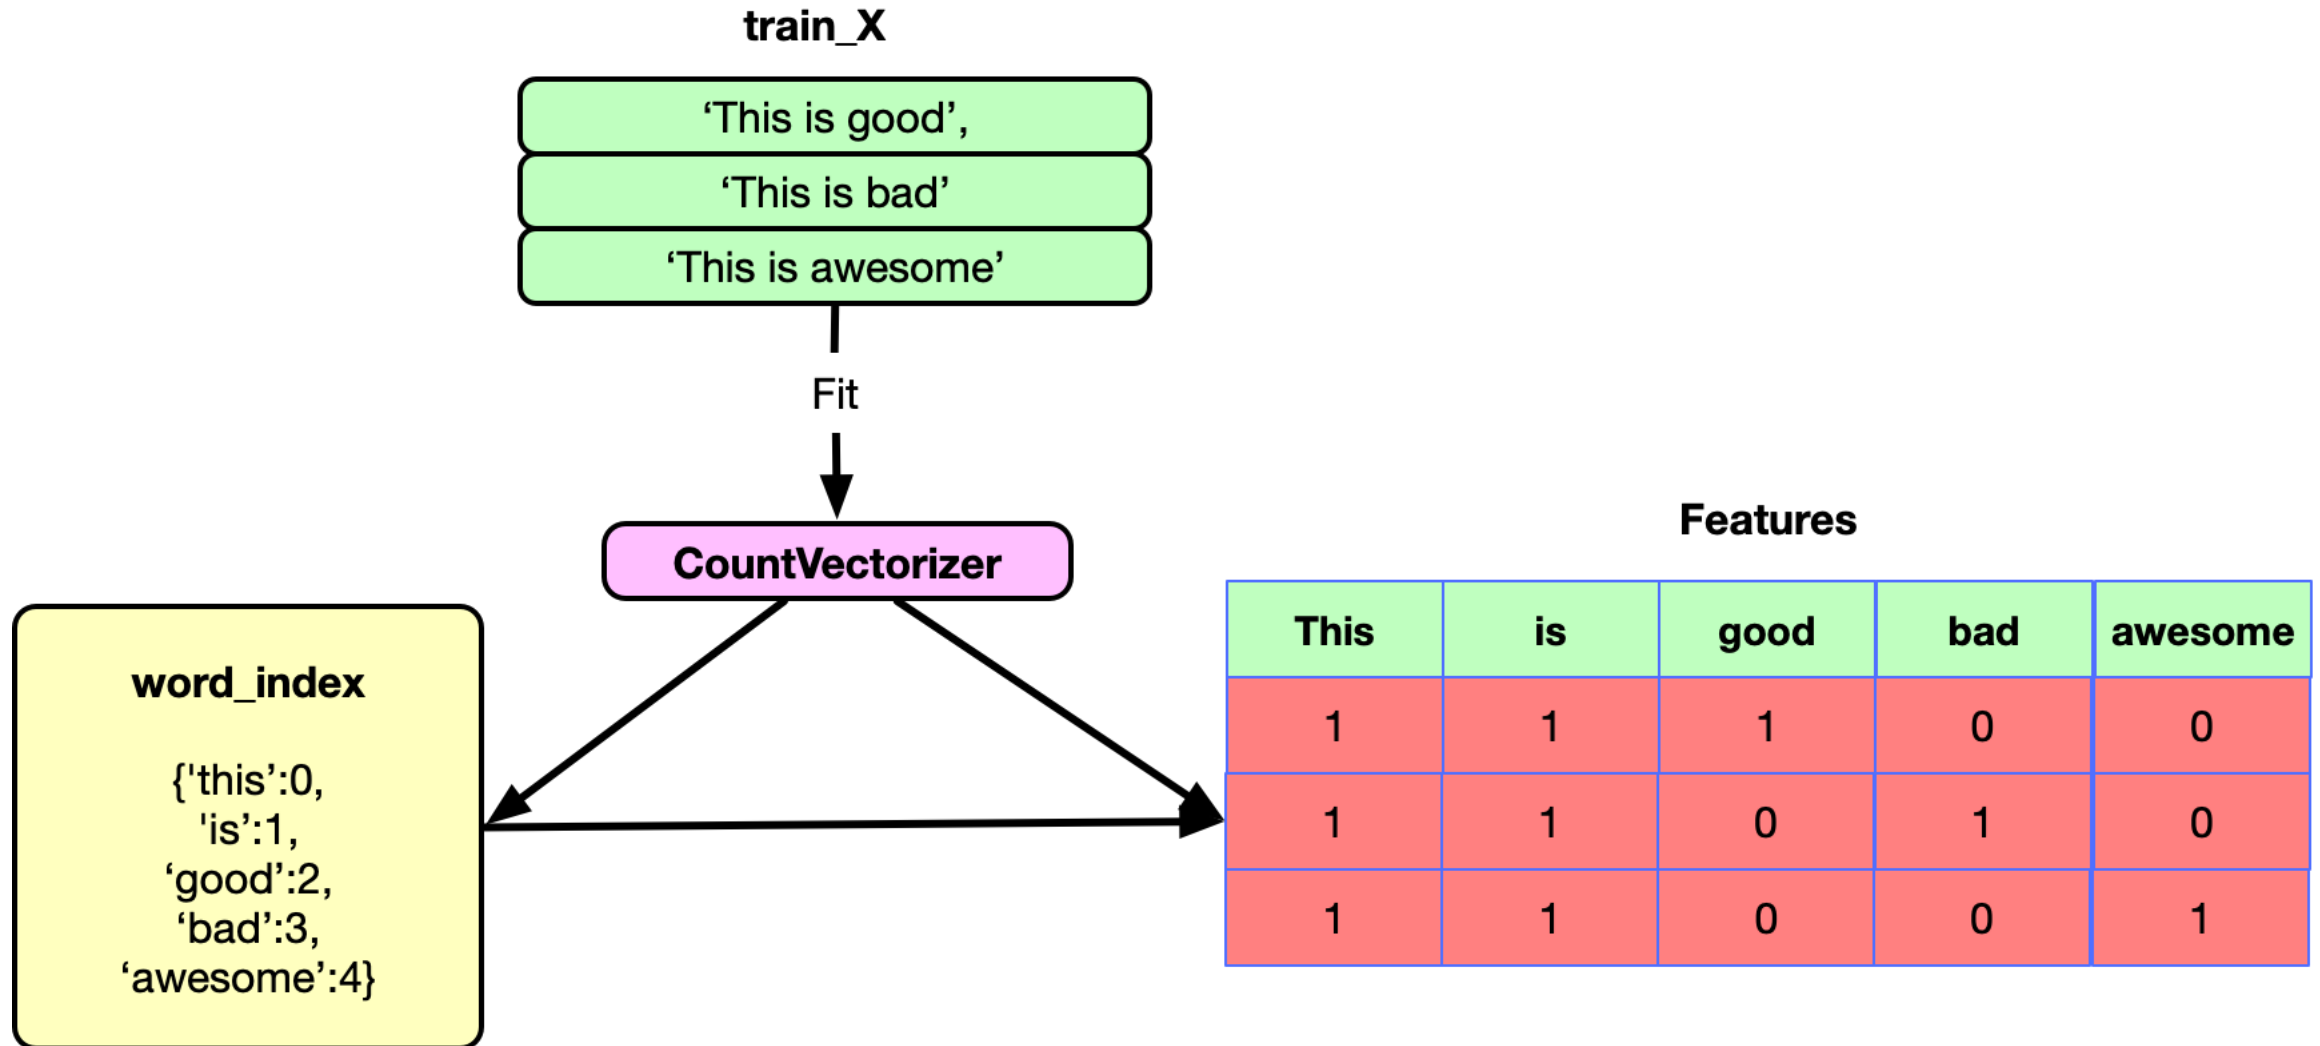 train_X
‘This is good’,
‘This is bad’
‘This is awesome’
Fit
CountVectorizer
word_index
{'this’:0,
'is’:1,
‘good’:2,
‘bad’:3,
‘awesome’:4}
Features
This is good bad awesome
1 1 1 0 0
1 1 0 1 0
1 1 0 0 1